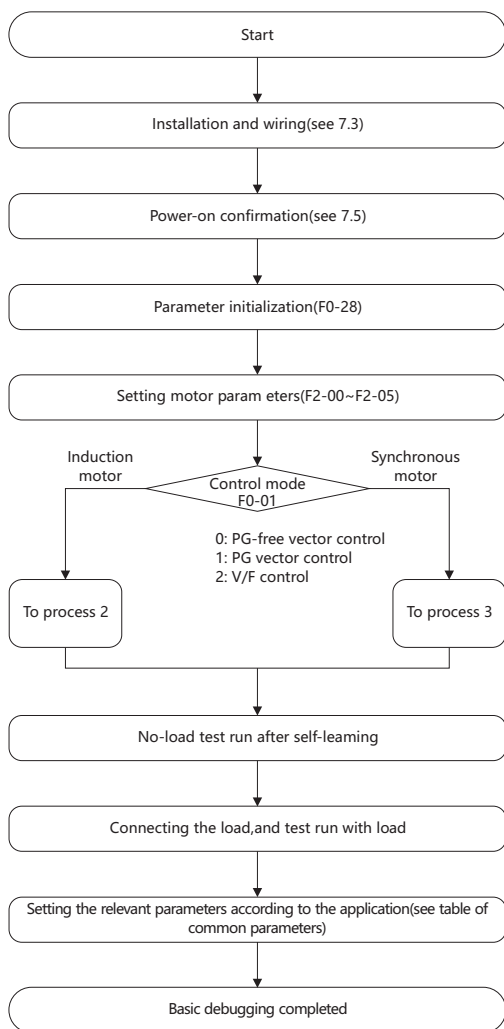 Start
Installation and wiring(see 7.3)
Power-on confirmation(see 7.5)
Parameter initialization(F0-28)
Setting motor param eters(F2-00~F2-05)
Induction
motor
Control mode
F0-01
Synchronous
motor
0: PG-free vector control
1: PG vector control
2: V/F control
To process 2
To process 3
No-load test run after self-leaming
Connecting the load,and test run with load
Setting the relevant parameters according to the application(see table of
common parameters)
Basic debugging completed